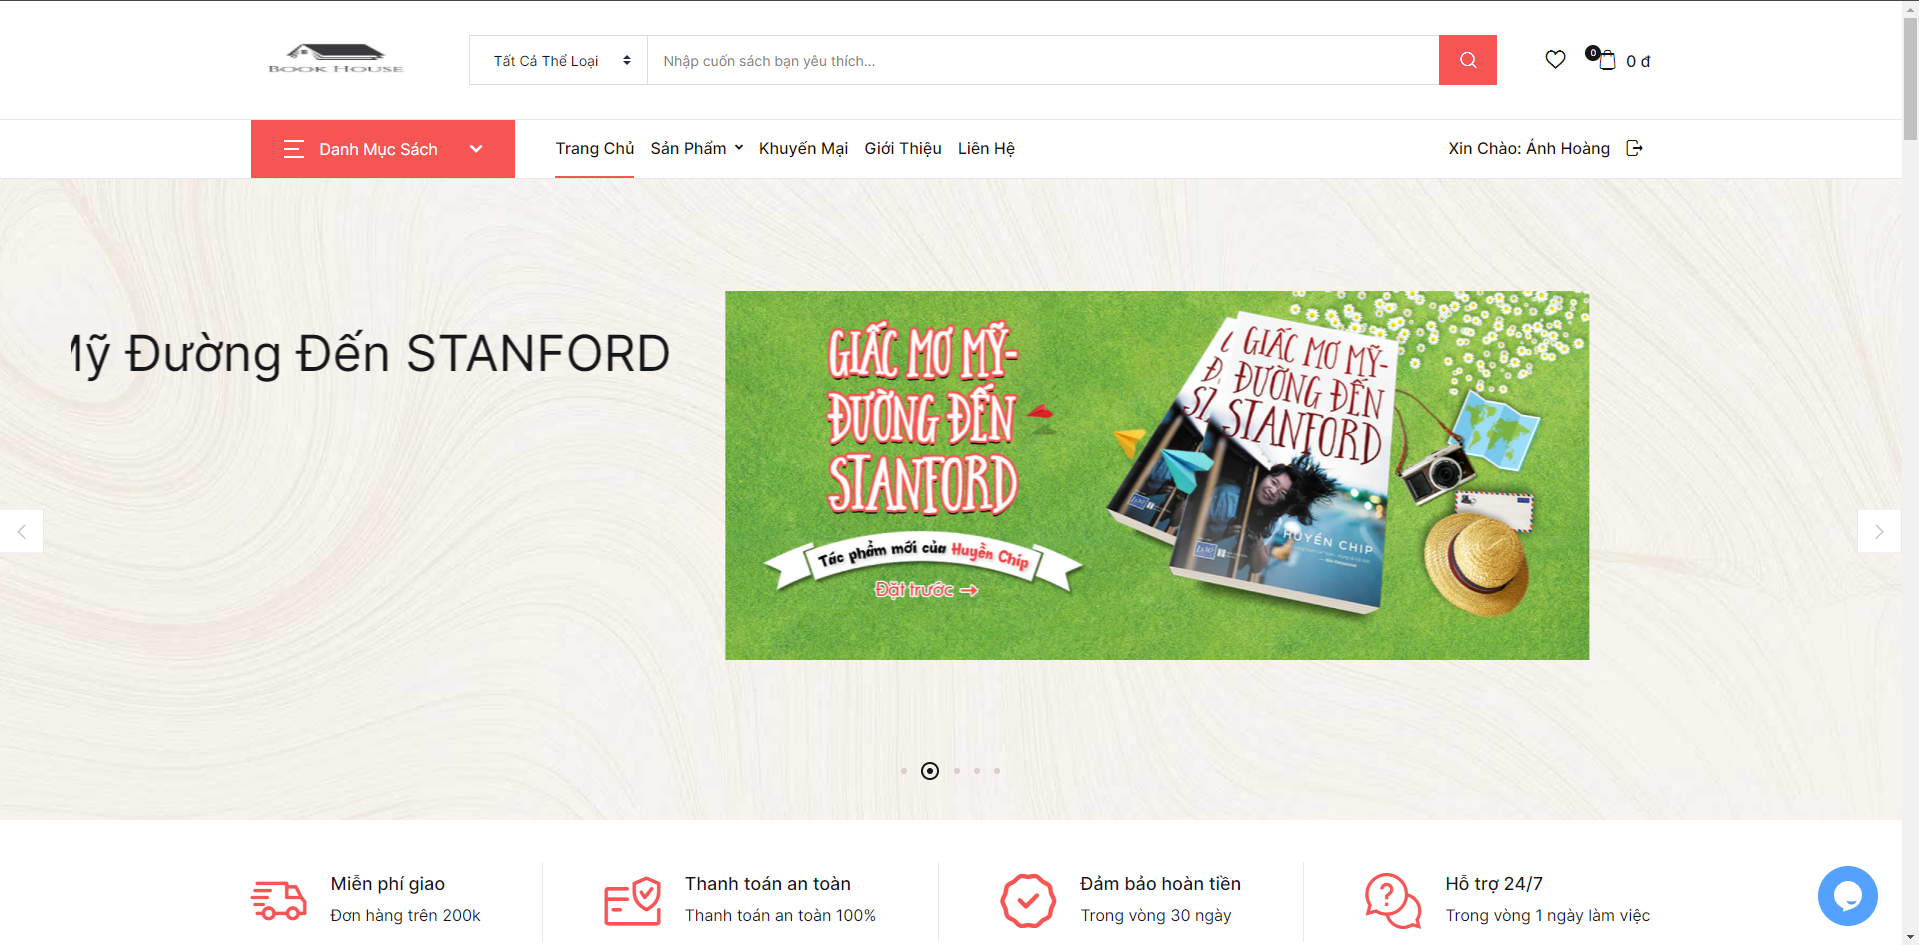 BOOK HOUSE
Tất Cả Thể Loại
Nhập cuốn sách bạn yêu thích...
0
0 đ
Danh Mục Sách
Trang Chủ
Sản Phẩm
Khuyến Mại
Giới Thiệu
Liên Hệ
Xin Chào: Ánh Hoàng
Mỹ Đường Đến STANFORD
GIẤC MƠ MỸ-
ĐƯỜNG ĐẾN
STANFORD
Tác phẩm mới của Huyền Chíp
Đặt trước →
GIẤC MƠ MỸ-
ĐƯỜNG ĐẾN
STANFORD
HUYỀN CHIP
Miễn phí giao
Đơn hàng trên 200k
Thanh toán an toàn
Thanh toán an toàn 100%
Đảm bảo hoàn tiền
Trong vòng 30 ngày
Hỗ trợ 24/7
Trong vòng 1 ngày làm việc